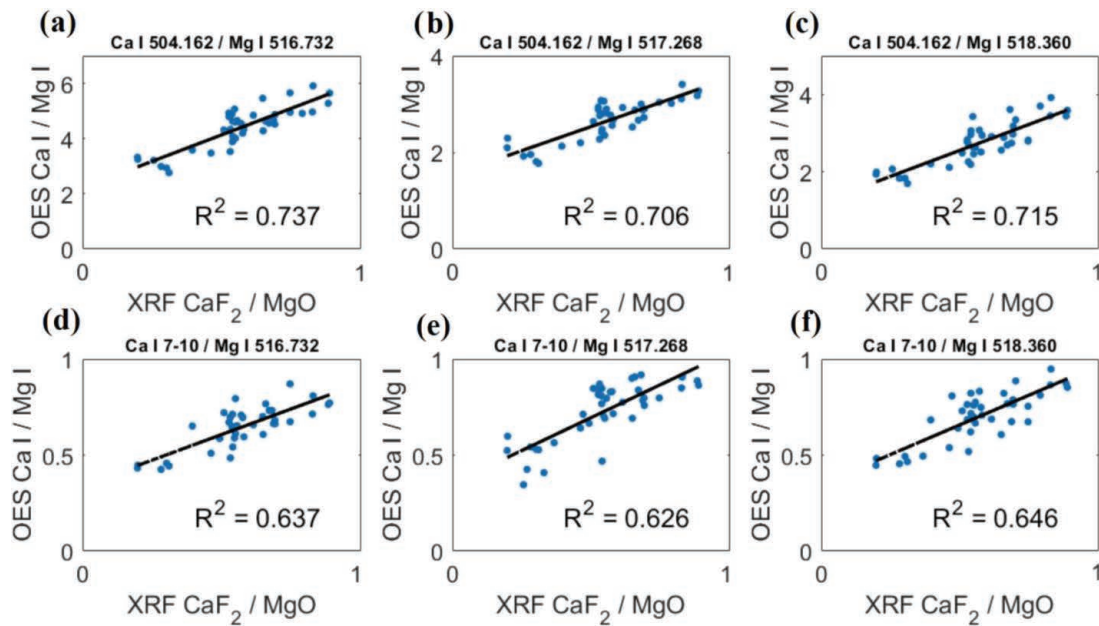 (a)
Ca I 504.162 / Mg I 516.732
OES Ca I / Mg I
6
4
2
0
R² = 0.737
0
1
XRF CaF₂ / MgO
(b)
Ca I 504.162 / Mg I 517.268
4
2
0
R² = 0.706
0
1
XRF CaF₂ / MgO
(c)
Ca I 504.162 / Mg I 518.360
4
2
0
R² = 0.715
0
1
XRF CaF₂ / MgO
(d)
Ca I 7-10 / Mg I 516.732
OES Ca I / Mg I
1
0.5
0
R² = 0.637
0
1
XRF CaF₂ / MgO
(e)
Ca I 7-10 / Mg I 517.268
OES Ca I / Mg I
1
0.5
0
R² = 0.626
0
1
XRF CaF₂ / MgO
(f)
Ca I 7-10 / Mg I 518.360
OES Ca I / Mg I
1
0.5
0
R² = 0.646
0
1
XRF CaF₂ / MgO